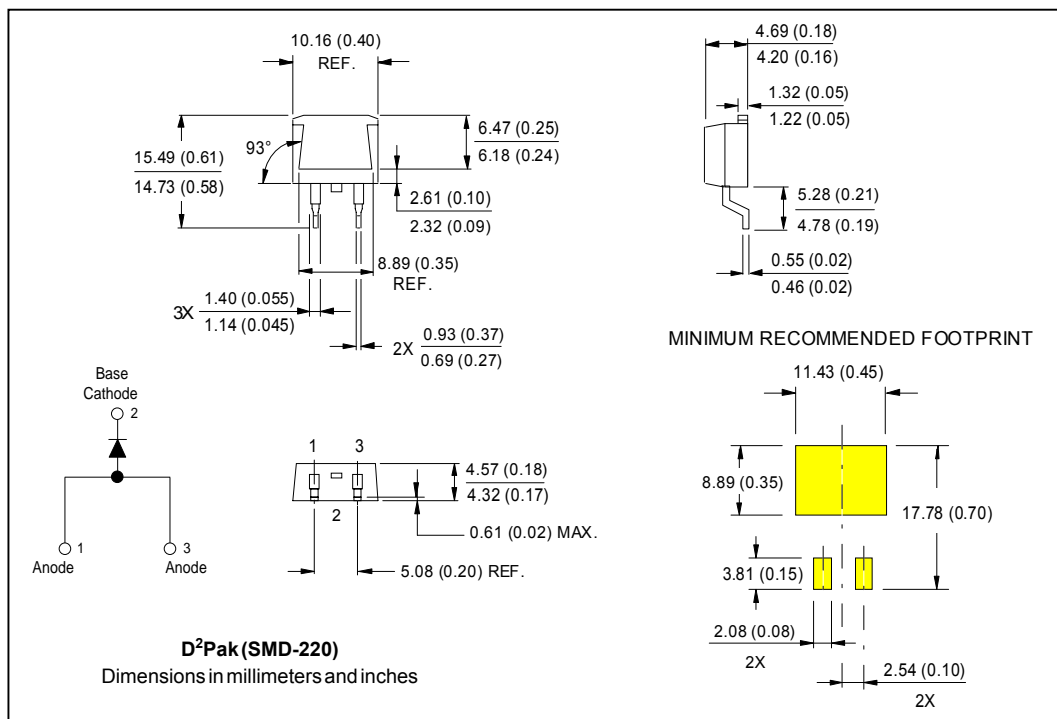 10.16 (0.40)
REF.
93°
15.49 (0.61)
14.73 (0.58)
6.47 (0.25)
6.18 (0.24)
2.61 (0.10)
2.32 (0.09)
8.89 (0.35)
REF.
3X
1.40 (0.055)
1.14 (0.045)
2X
0.93 (0.37)
0.69 (0.27)
4.69 (0.18)
4.20 (0.16)
1.32 (0.05)
1.22 (0.05)
5.28 (0.21)
4.78 (0.19)
0.55 (0.02)
0.46 (0.02)
Base
Cathode
2
1
Anode
3
Anode
1 3
2
4.57 (0.18)
4.32 (0.17)
0.61 (0.02) MAX.
5.08 (0.20) REF.
MINIMUM RECOMMENDED FOOTPRINT
11.43 (0.45)
8.89 (0.35)
17.78 (0.70)
3.81 (0.15)
2.08 (0.08)
2X
2.54 (0.10)
2X
D²Pak (SMD-220)
Dimensions in millimeters and inches